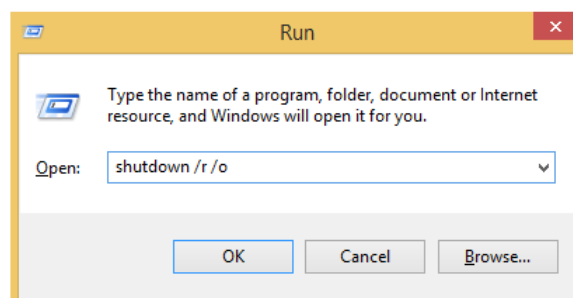 Run
Type the name of a program, folder, document or Internet
resource, and Windows will open it for you.
Open: shutdown /r /o
OK Cancel Browse...